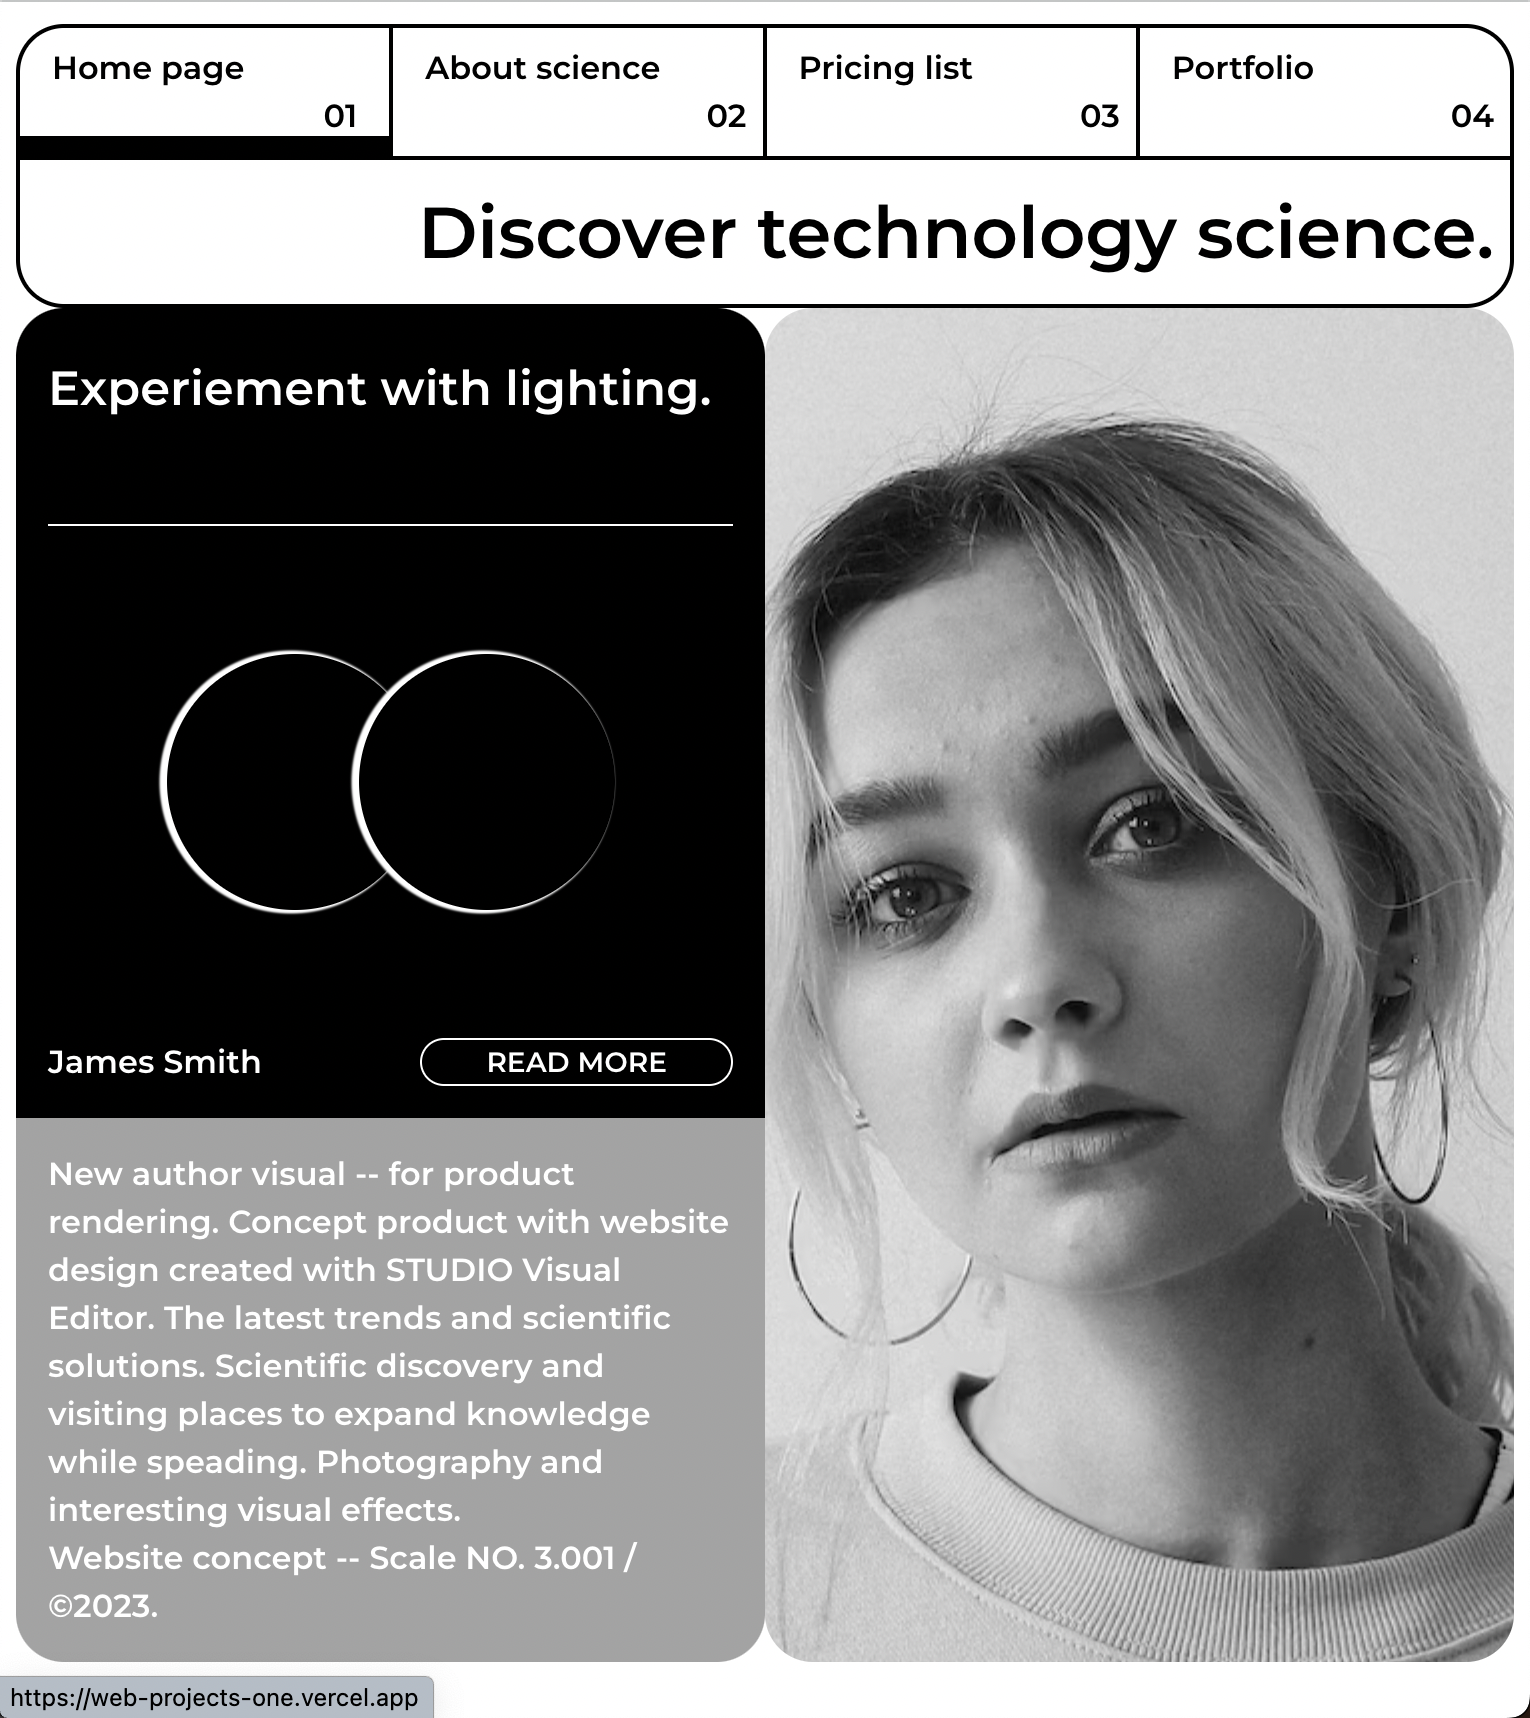 Home page
01
About science
02
Pricing list
03
Portfolio
04
Discover technology science.
Experiement with lighting.
James Smith
READ MORE
New author visual -- for product
rendering. Concept product with website
design created with STUDIO Visual
Editor. The latest trends and scientific
solutions. Scientific discovery and
visiting places to expand knowledge
while speading. Photography and
interesting visual effects.
Website concept -- Scale NO. 3.001 /
©2023.
https://web-projects-one.vercel.app